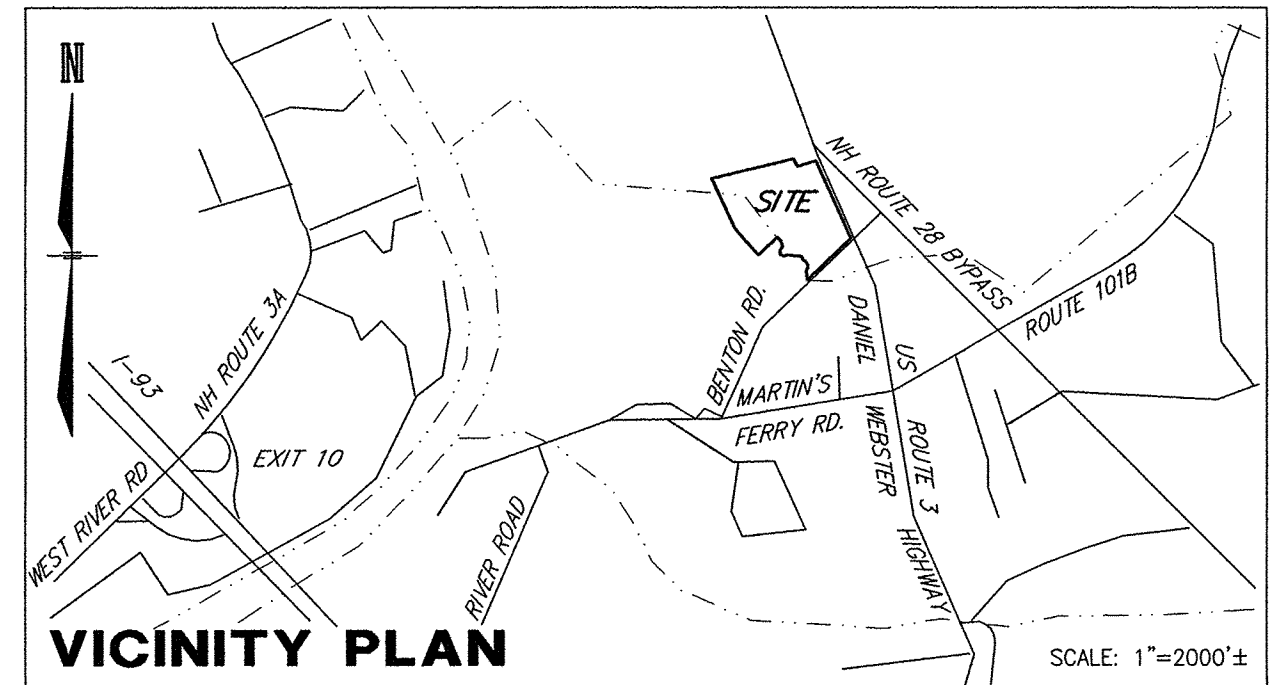 N
NH ROUTE 28 BYPASS
SITE
ROUTE 101B
NH ROUTE 3A
BENTON RD.
DANIEL
US
I-93
MARTIN'S
FERRY RD.
WEBSTER
ROUTE 3
EXIT 10
WEST RIVER RD
RIVER ROAD
HIGHWAY
VICINITY PLAN
SCALE: 1"=2000'±